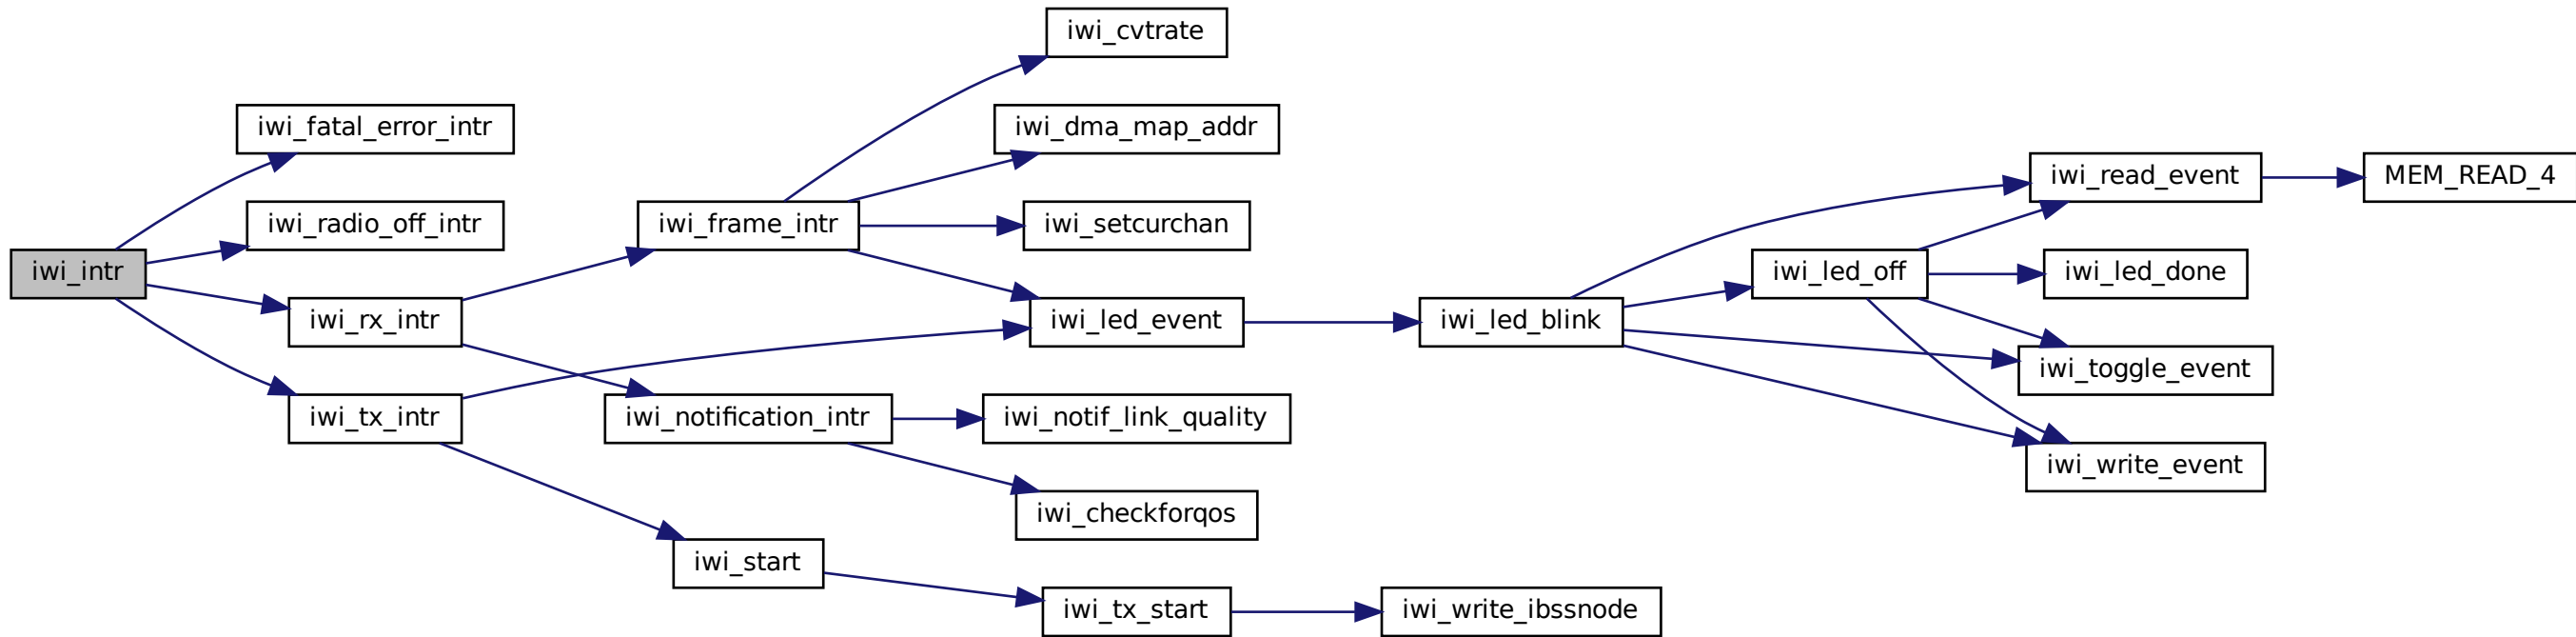 iwi_cvtrate
iwi_fatal_error_intr
iwi_dma_map_addr
iwi_read_event
MEM_READ_4
iwi_radio_off_intr
iwi_frame_intr
iwi_setcurchan
iwi_intr
iwi_led_off
iwi_led_done
iwi_rx_intr
iwi_led_event
iwi_led_blink
iwi_toggle_event
iwi_tx_intr
iwi_notification_intr
iwi_notif_link_quality
iwi_write_event
iwi_checkforqos
iwi_start
iwi_tx_start
iwi_write_ibssnode